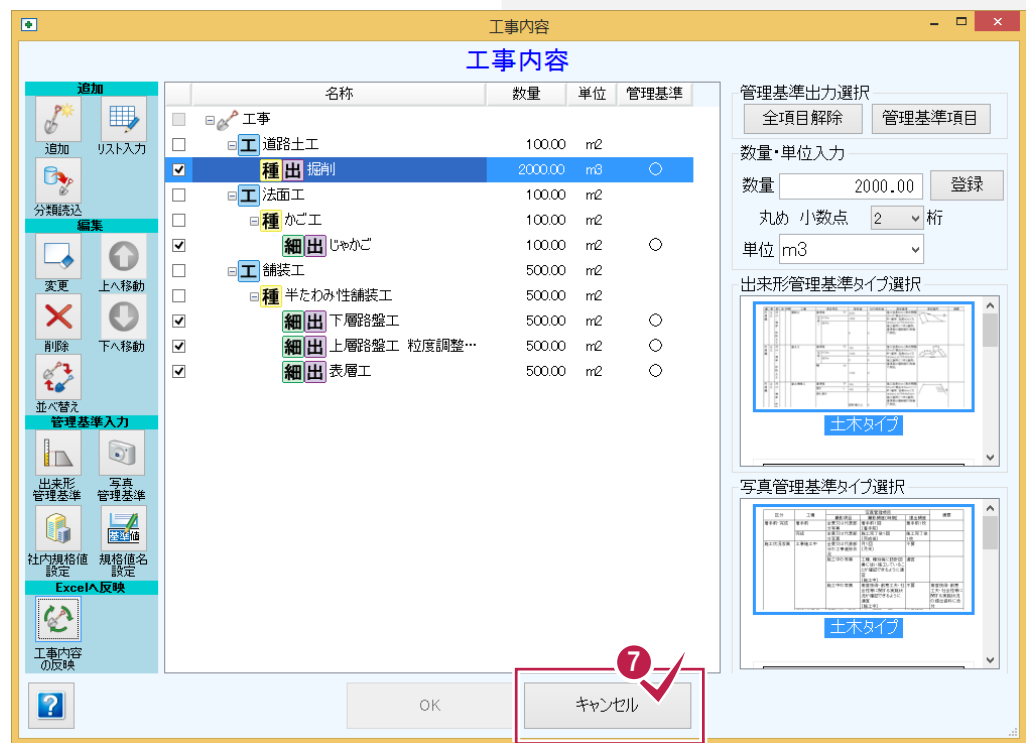 工事内容
工事内容
追加
追加 リスト入力
分類読込
編集
変更 上へ移動
削除 下へ移動
並べ替え
管理基準入力
出来形
管理基準
写真
管理基準
基準値
社内規格値
設定
規格値名
設定
Excelへ反映
工事内容
の反映
名称 数量 単位 管理基準
工事
工 道路土工 100.00 m2
種 出 掘削 2000.00 m3 ○
工 法面工 100.00 m2
種 かご工 100.00 m2
細 出 じゃかご 100.00 m2 ○
工 舗装工 500.00 m2
種 半たわみ性舗装工 500.00 m2
細 出 下層路盤工 500.00 m2 ○
細 出 上層路盤工 粒度調整… 500.00 m2 ○
細 出 表層工 500.00 m2 ○
管理基準出力選択
全項目解除 管理基準項目
数量・単位入力
数量 2000.00 登録
丸め 小数点 2 桁
単位 m3
出来形管理基準タイプ選択
土木タイプ
写真管理基準タイプ選択
土木タイプ
7
? OK キャンセル